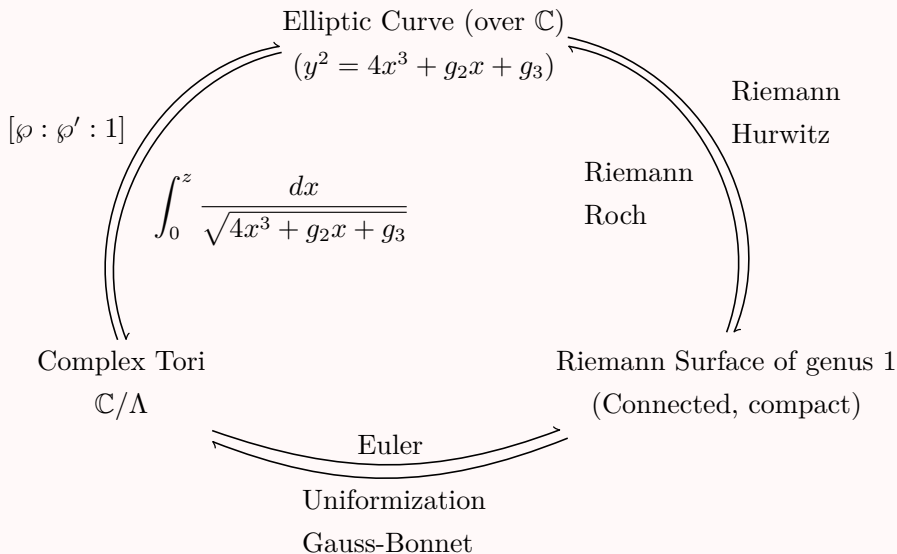 Elliptic Curve (over ℂ)
(y² = 4x³ + g₂x + g₃)
Riemann
Hurwitz
[℘ : ℘′ : 1]
Riemann
Roch
∫₀ᶻ dx / √(4x³ + g₂x + g₃)
Complex Tori
ℂ/Λ
Riemann Surface of genus 1
(Connected, compact)
Euler
Uniformization
Gauss-Bonnet